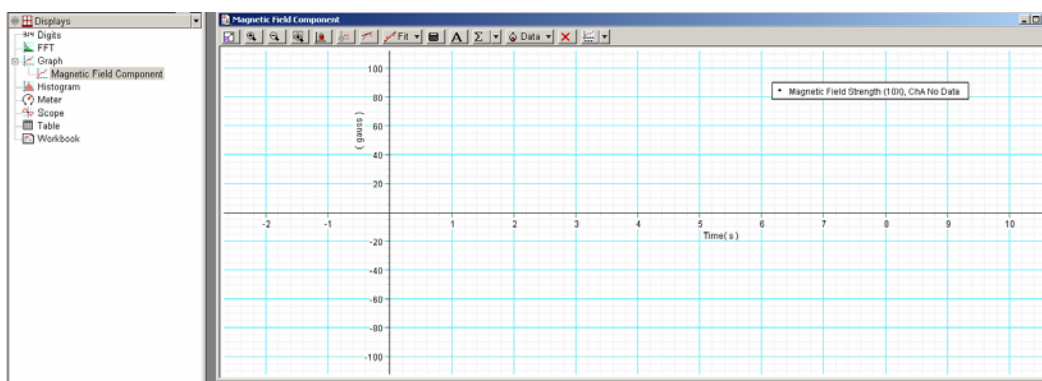 Displays
Digits
FFT
Graph
Magnetic Field Component
Histogram
Meter
Scope
Table
Workbook
Magnetic Field Component
Fit
A
Σ
Data
100
80
60
40
20
-20
-40
-60
-80
-100
( gauss )
Magnetic Field Strength (10X), ChA No Data
-2 -1 1 2 3 4 5 6 7 8 9 10
Time( s )